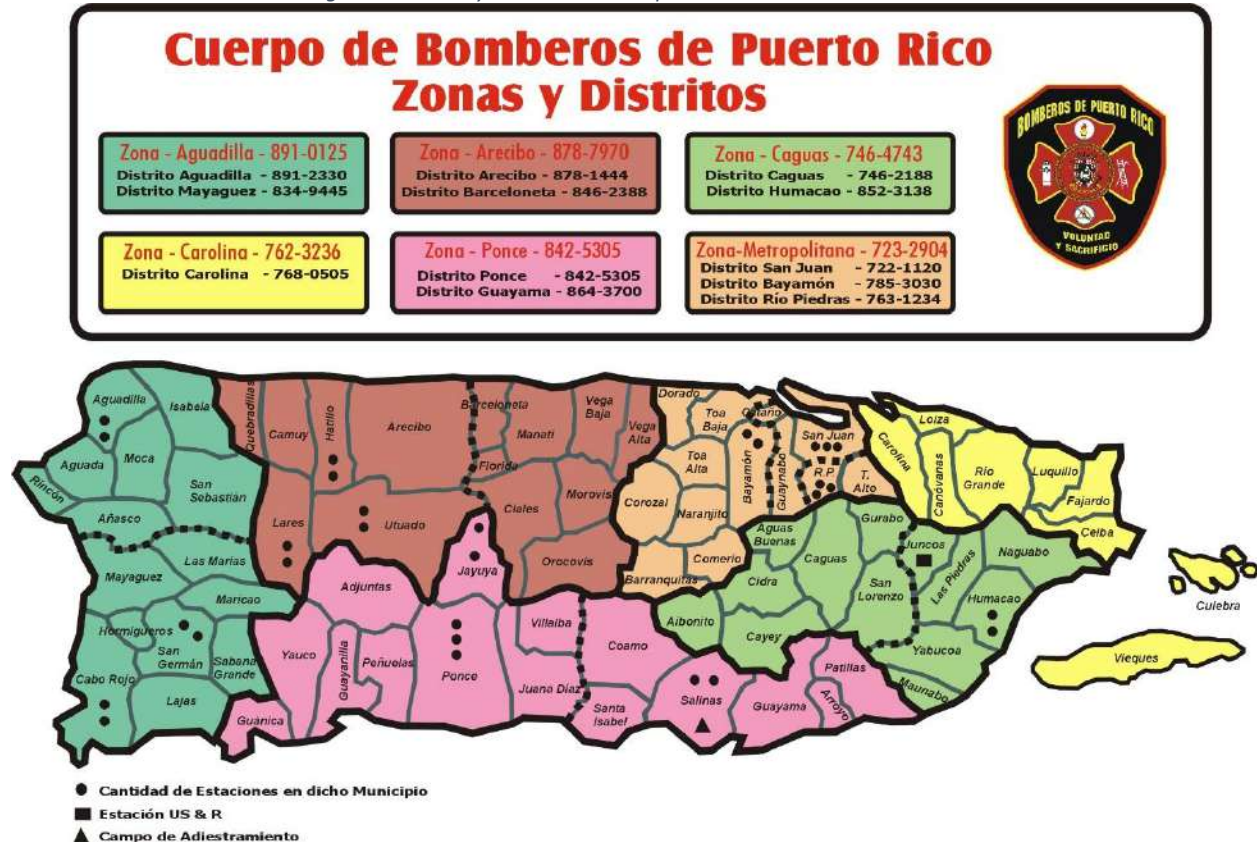 Cuerpo de Bomberos de Puerto Rico
Zonas y Distritos
BOMBEROS DE PUERTO RICO
VOLUNTAD
Y SACRIFICIO
Zona - Aguadilla - 891-0125
Distrito Aguadilla - 891-2330
Distrito Mayaguez - 834-9445
Zona - Arecibo - 878-7970
Distrito Arecibo - 878-1444
Distrito Barceloneta - 846-2388
Zona - Caguas - 746-4743
Distrito Caguas - 746-2188
Distrito Humacao - 852-3138
Zona - Carolina - 762-3236
Distrito Carolina - 768-0505
Zona - Ponce - 842-5305
Distrito Ponce - 842-5305
Distrito Guayama - 864-3700
Zona-Metropolitana - 723-2904
Distrito San Juan - 722-1120
Distrito Bayamón - 785-3030
Distrito Río Piedras - 763-1234
Aguadilla
Isabela
Moca
Aguada
Rincón
San
Sebastián
Añasco
Las Marias
Mayaguez
Maricao
Hormigueros
San
Germán
Sabana
Grande
Cabo Rojo
Lajas
Quebradillas
Camuy
Hatillo
Arecibo
Lares
Utuado
Barceloneta
Manatí
Vega
Baja
Vega
Alta
Florida
Ciales
Morovis
Orocovis
Adjuntas
Jayuya
Yauco
Guayanilla
Peñuelas
Ponce
Guánica
Villalba
Juana Díaz
Coamo
Santa
Isabel
Salinas
Guayama
Patillas
Arroyo
Dorado
Toa
Baja
Cataño
Toa
Alta
Bayamón
Guaynabo
San Juan
R.P.
T.
Alto
Corozal
Naranjito
Comerío
Barranquitas
Aguas
Buenas
Caguas
Gurabo
Cidra
San
Lorenzo
Aibonito
Cayey
Juncos
Las Piedras
Naguabo
Humacao
Yabucoa
Maunabo
Carolina
Loiza
Canóvanas
Río
Grande
Luquillo
Fajardo
Ceiba
Culebra
Vieques
Cantidad de Estaciones en dicho Municipio
Estación US & R
Campo de Adiestramiento